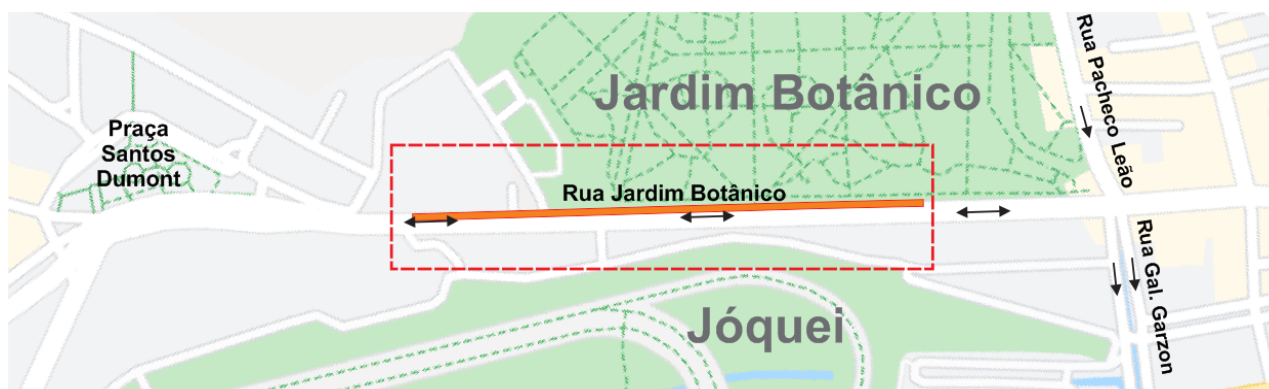 Jardim Botânico
Rua Pacheco Leão
Praça
Santos
Dumont
Rua Jardim Botânico
Rua Gal. Garzon
Jóquei